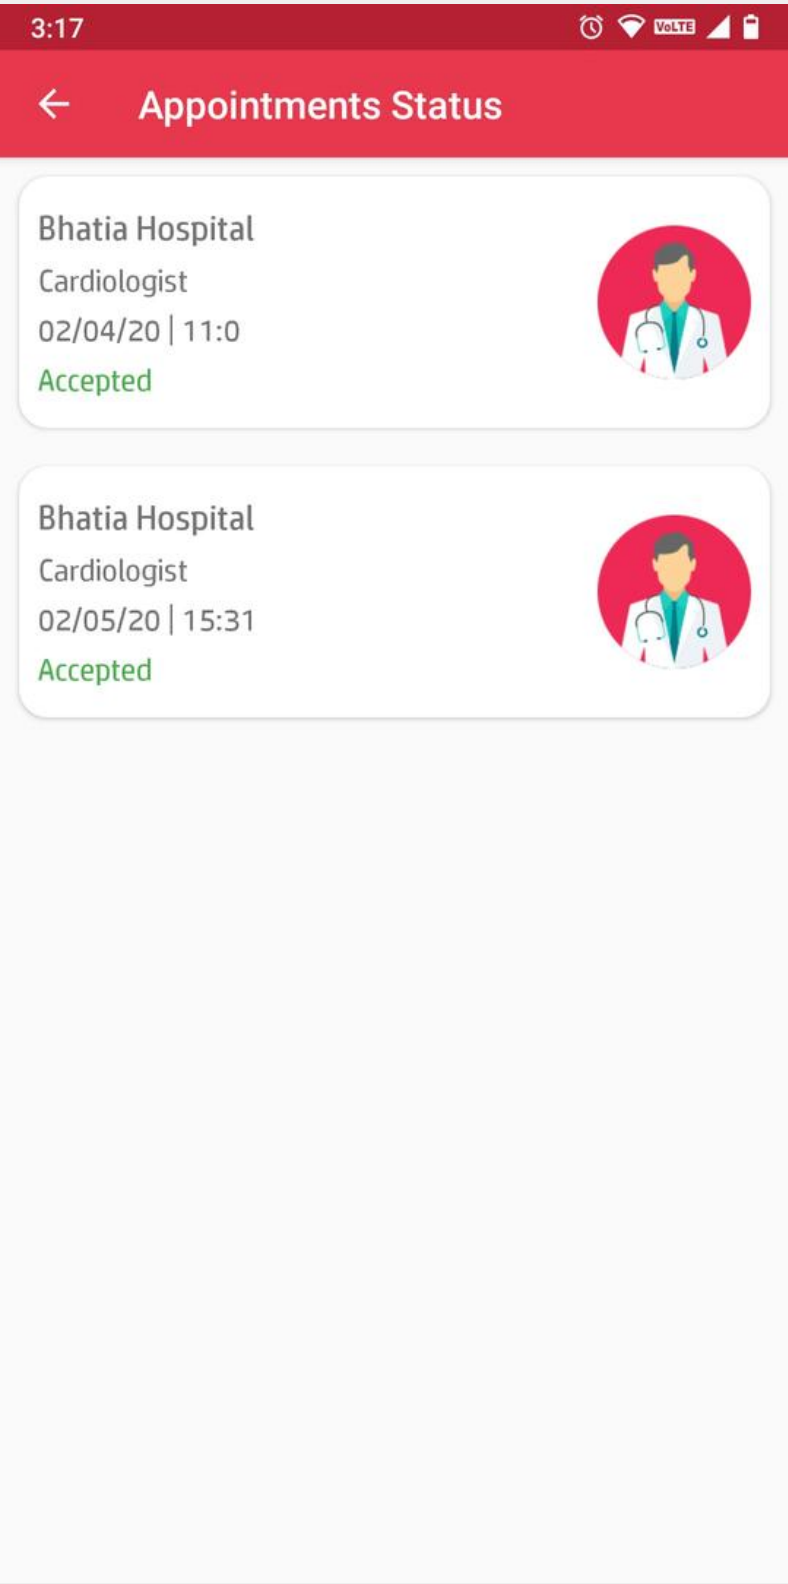 3:17
VoLTE
Appointments Status
Bhatia Hospital
Cardiologist
02/04/20 | 11:0
Accepted
Bhatia Hospital
Cardiologist
02/05/20 | 15:31
Accepted